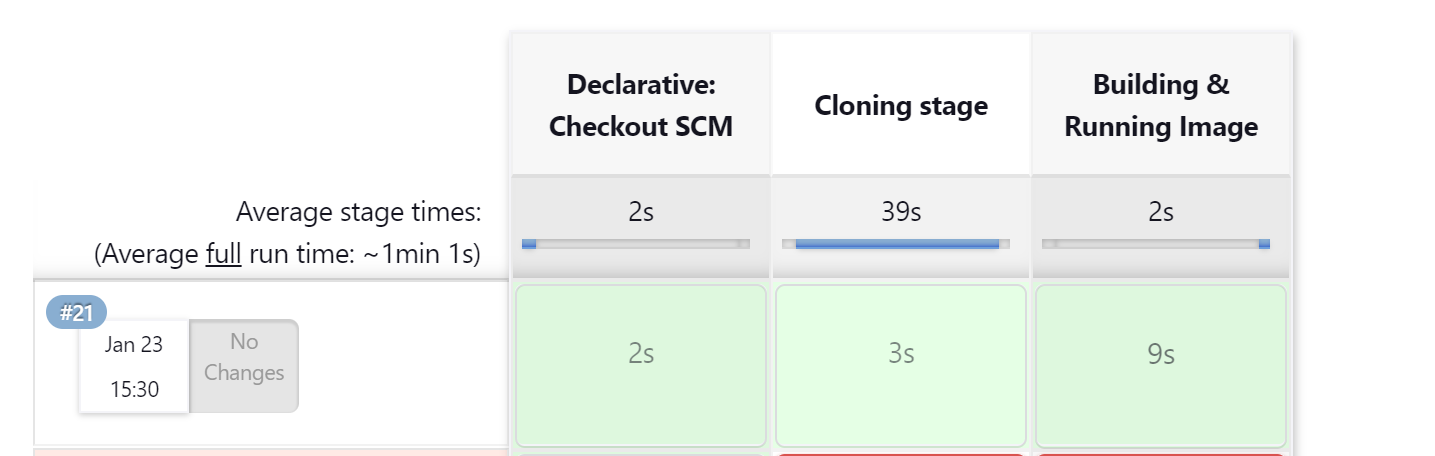 Declarative:
Checkout SCM
Cloning stage
Building &
Running Image
Average stage times:
(Average full run time: ~1min 1s)
2s
39s
2s
#21
Jan 23
15:30
No
Changes
2s
3s
9s